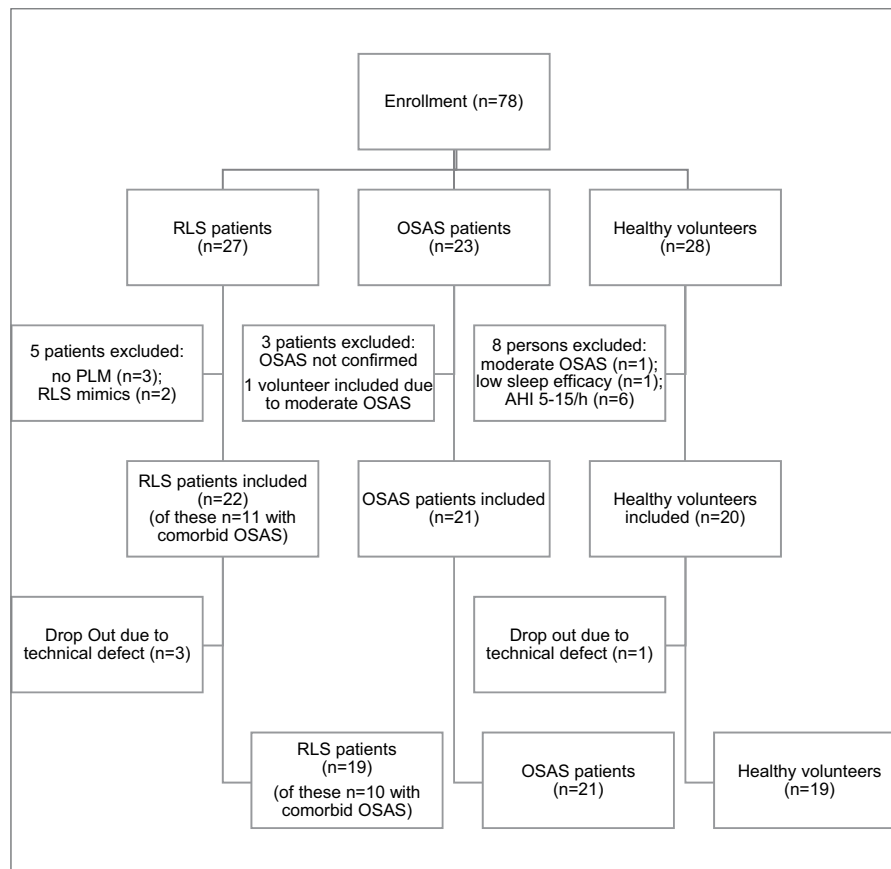 Enrollment (n=78)
RLS patients
(n=27)
OSAS patients
(n=23)
Healthy volunteers
(n=28)
5 patients excluded:
no PLM (n=3);
RLS mimics (n=2)
3 patients excluded:
OSAS not confirmed
1 volunteer included due
to moderate OSAS
8 persons excluded:
moderate OSAS (n=1);
low sleep efficacy (n=1);
AHI 5-15/h (n=6)
RLS patients included
(n=22)
(of these n=11 with
comorbid OSAS)
OSAS patients included
(n=21)
Healthy volunteers
included (n=20)
Drop Out due to
technical defect (n=3)
Drop out due to
technical defect (n=1)
RLS patients
(n=19)
(of these n=10 with
comorbid OSAS)
OSAS patients
(n=21)
Healthy volunteers
(n=19)